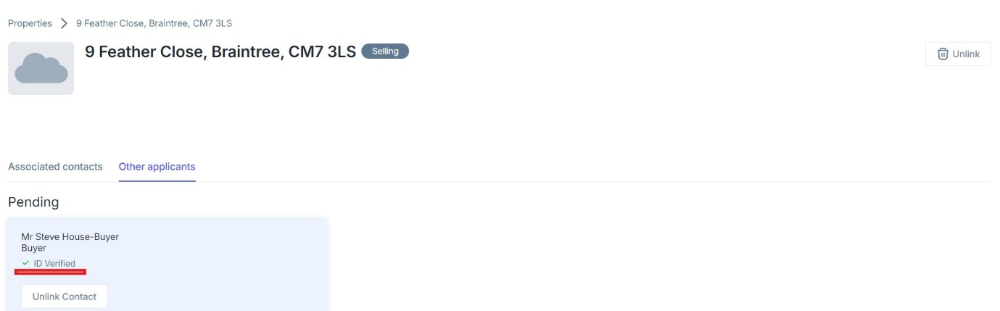 Properties > 9 Feather Close, Braintree, CM7 3LS
9 Feather Close, Braintree, CM7 3LS Selling
Unlink
Associated contacts Other applicants
Pending
Mr Steve House-Buyer
Buyer
ID Verified
Unlink Contact